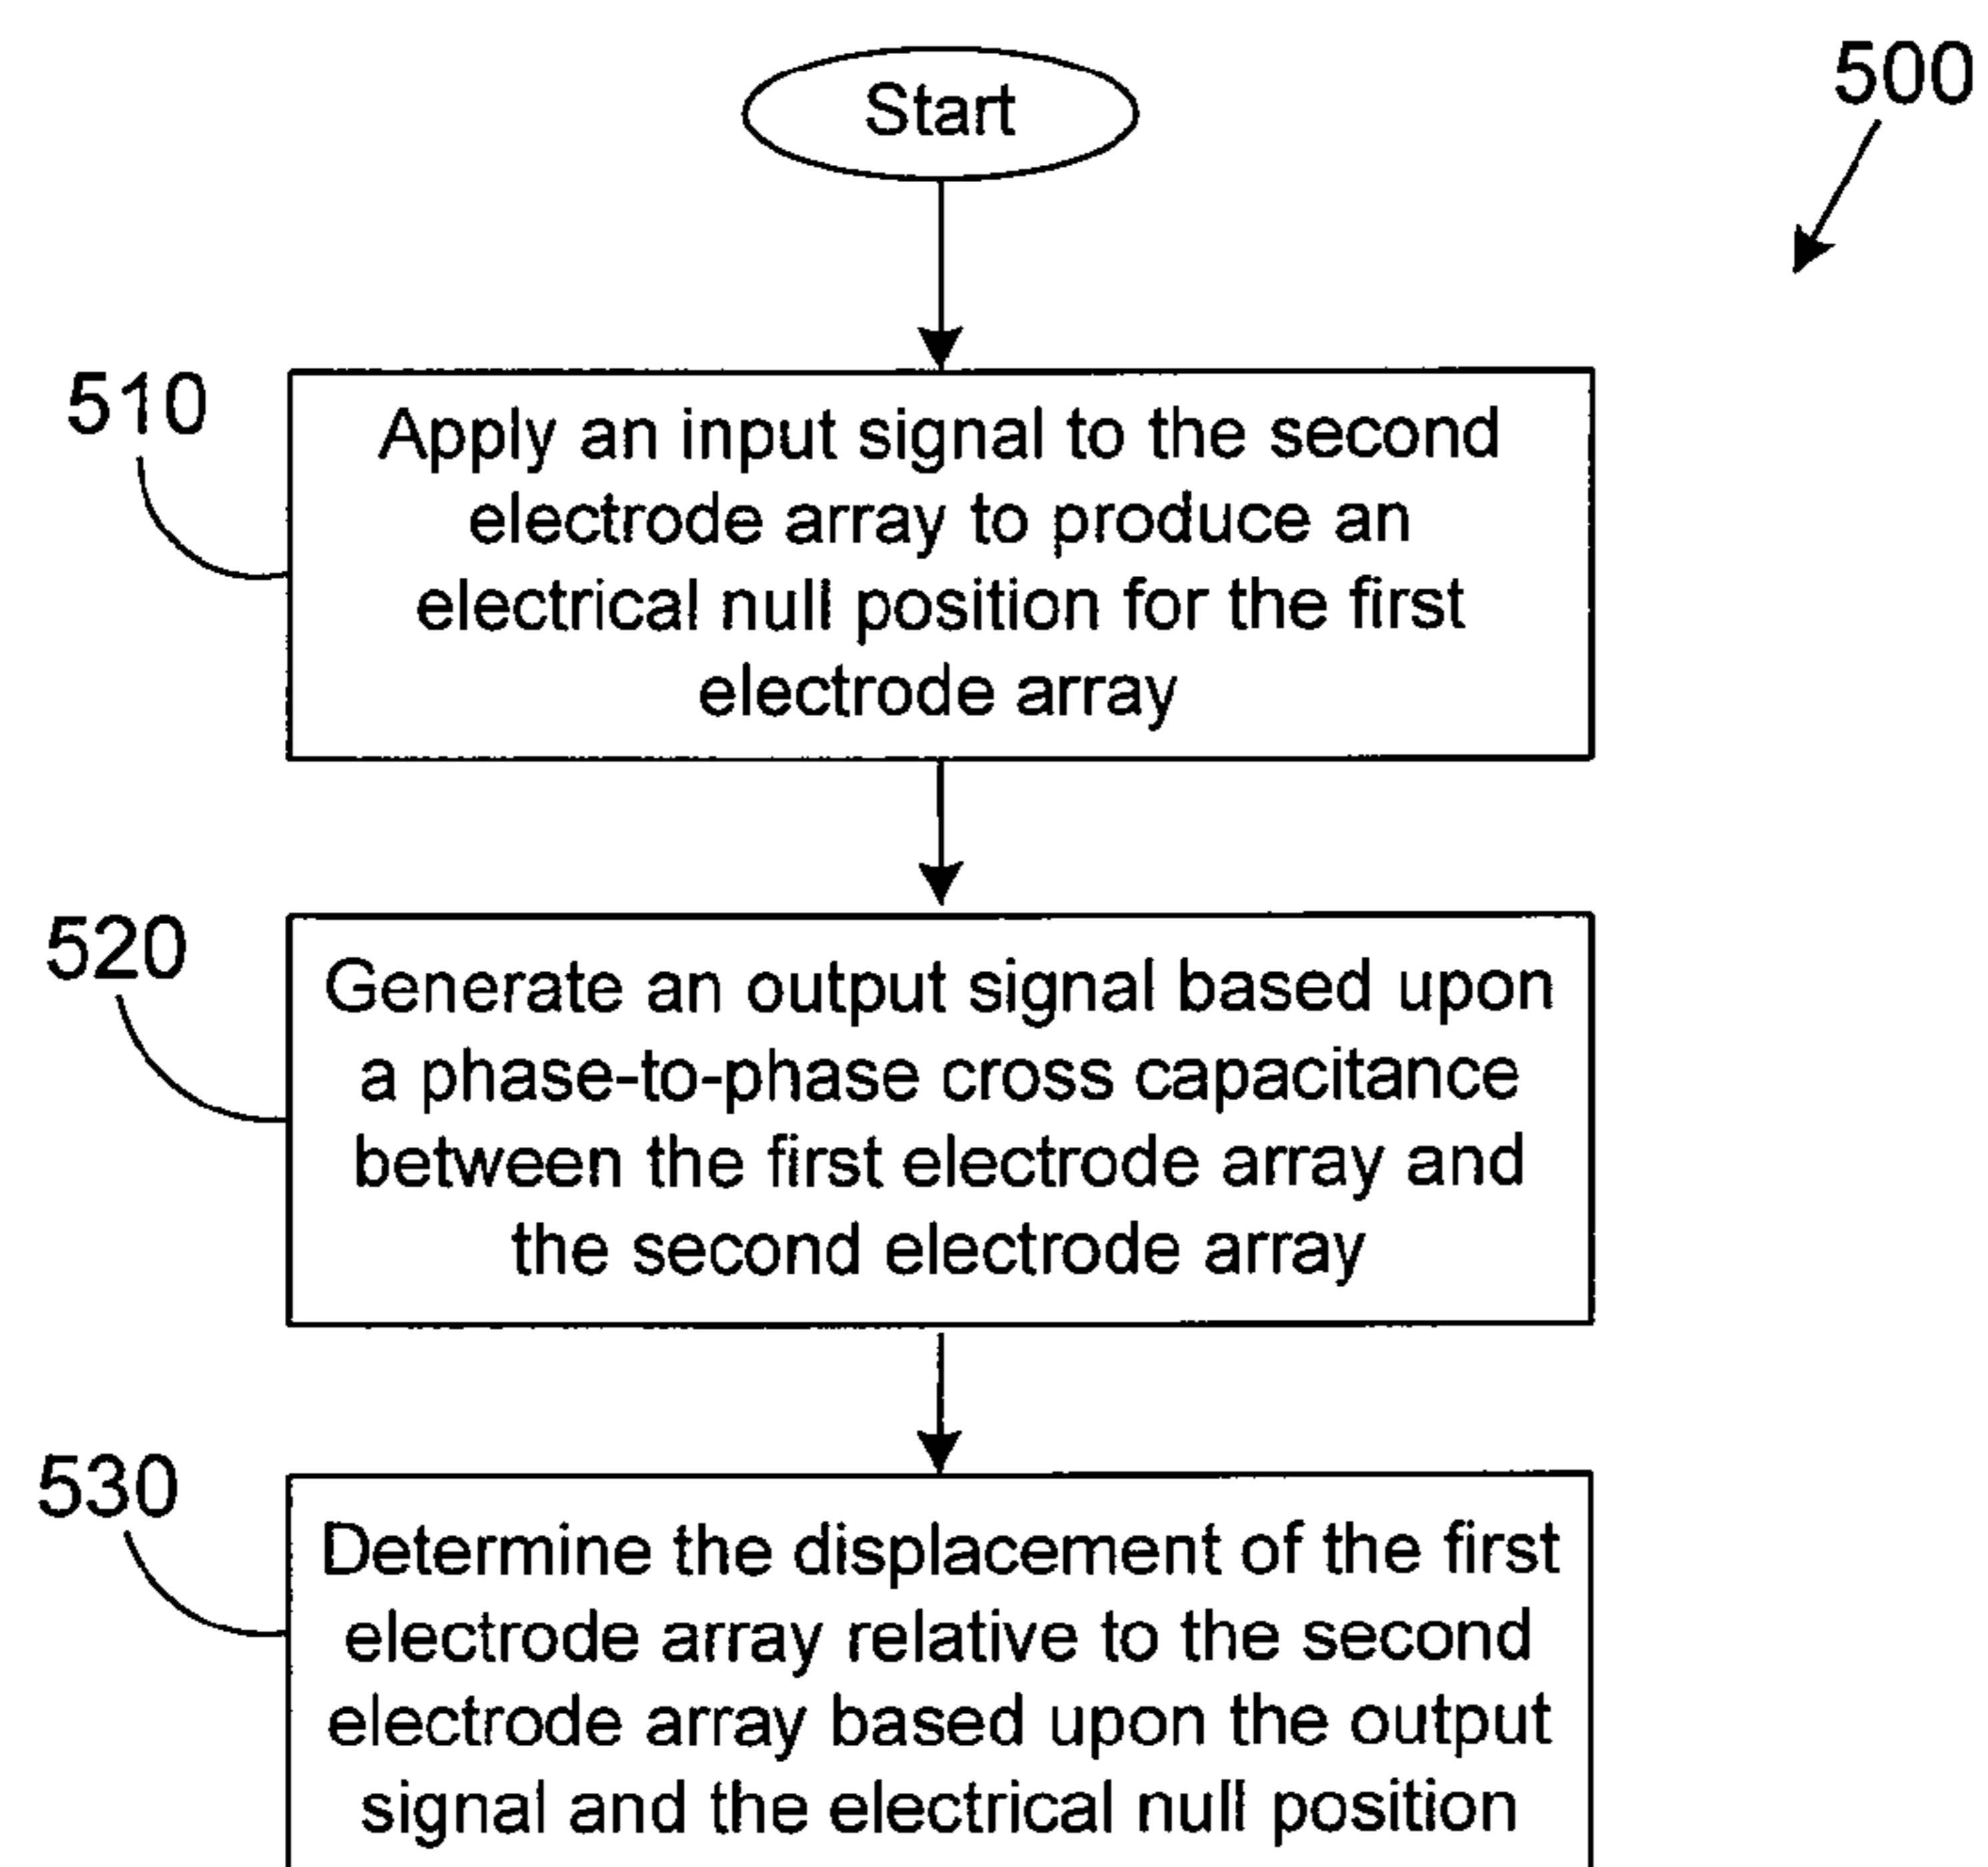 Start
500
510
Apply an input signal to the second
electrode array to produce an
electrical null position for the first
electrode array
520
Generate an output signal based upon
a phase-to-phase cross capacitance
between the first electrode array and
the second electrode array
530
Determine the displacement of the first
electrode array relative to the second
electrode array based upon the output
signal and the electrical null position